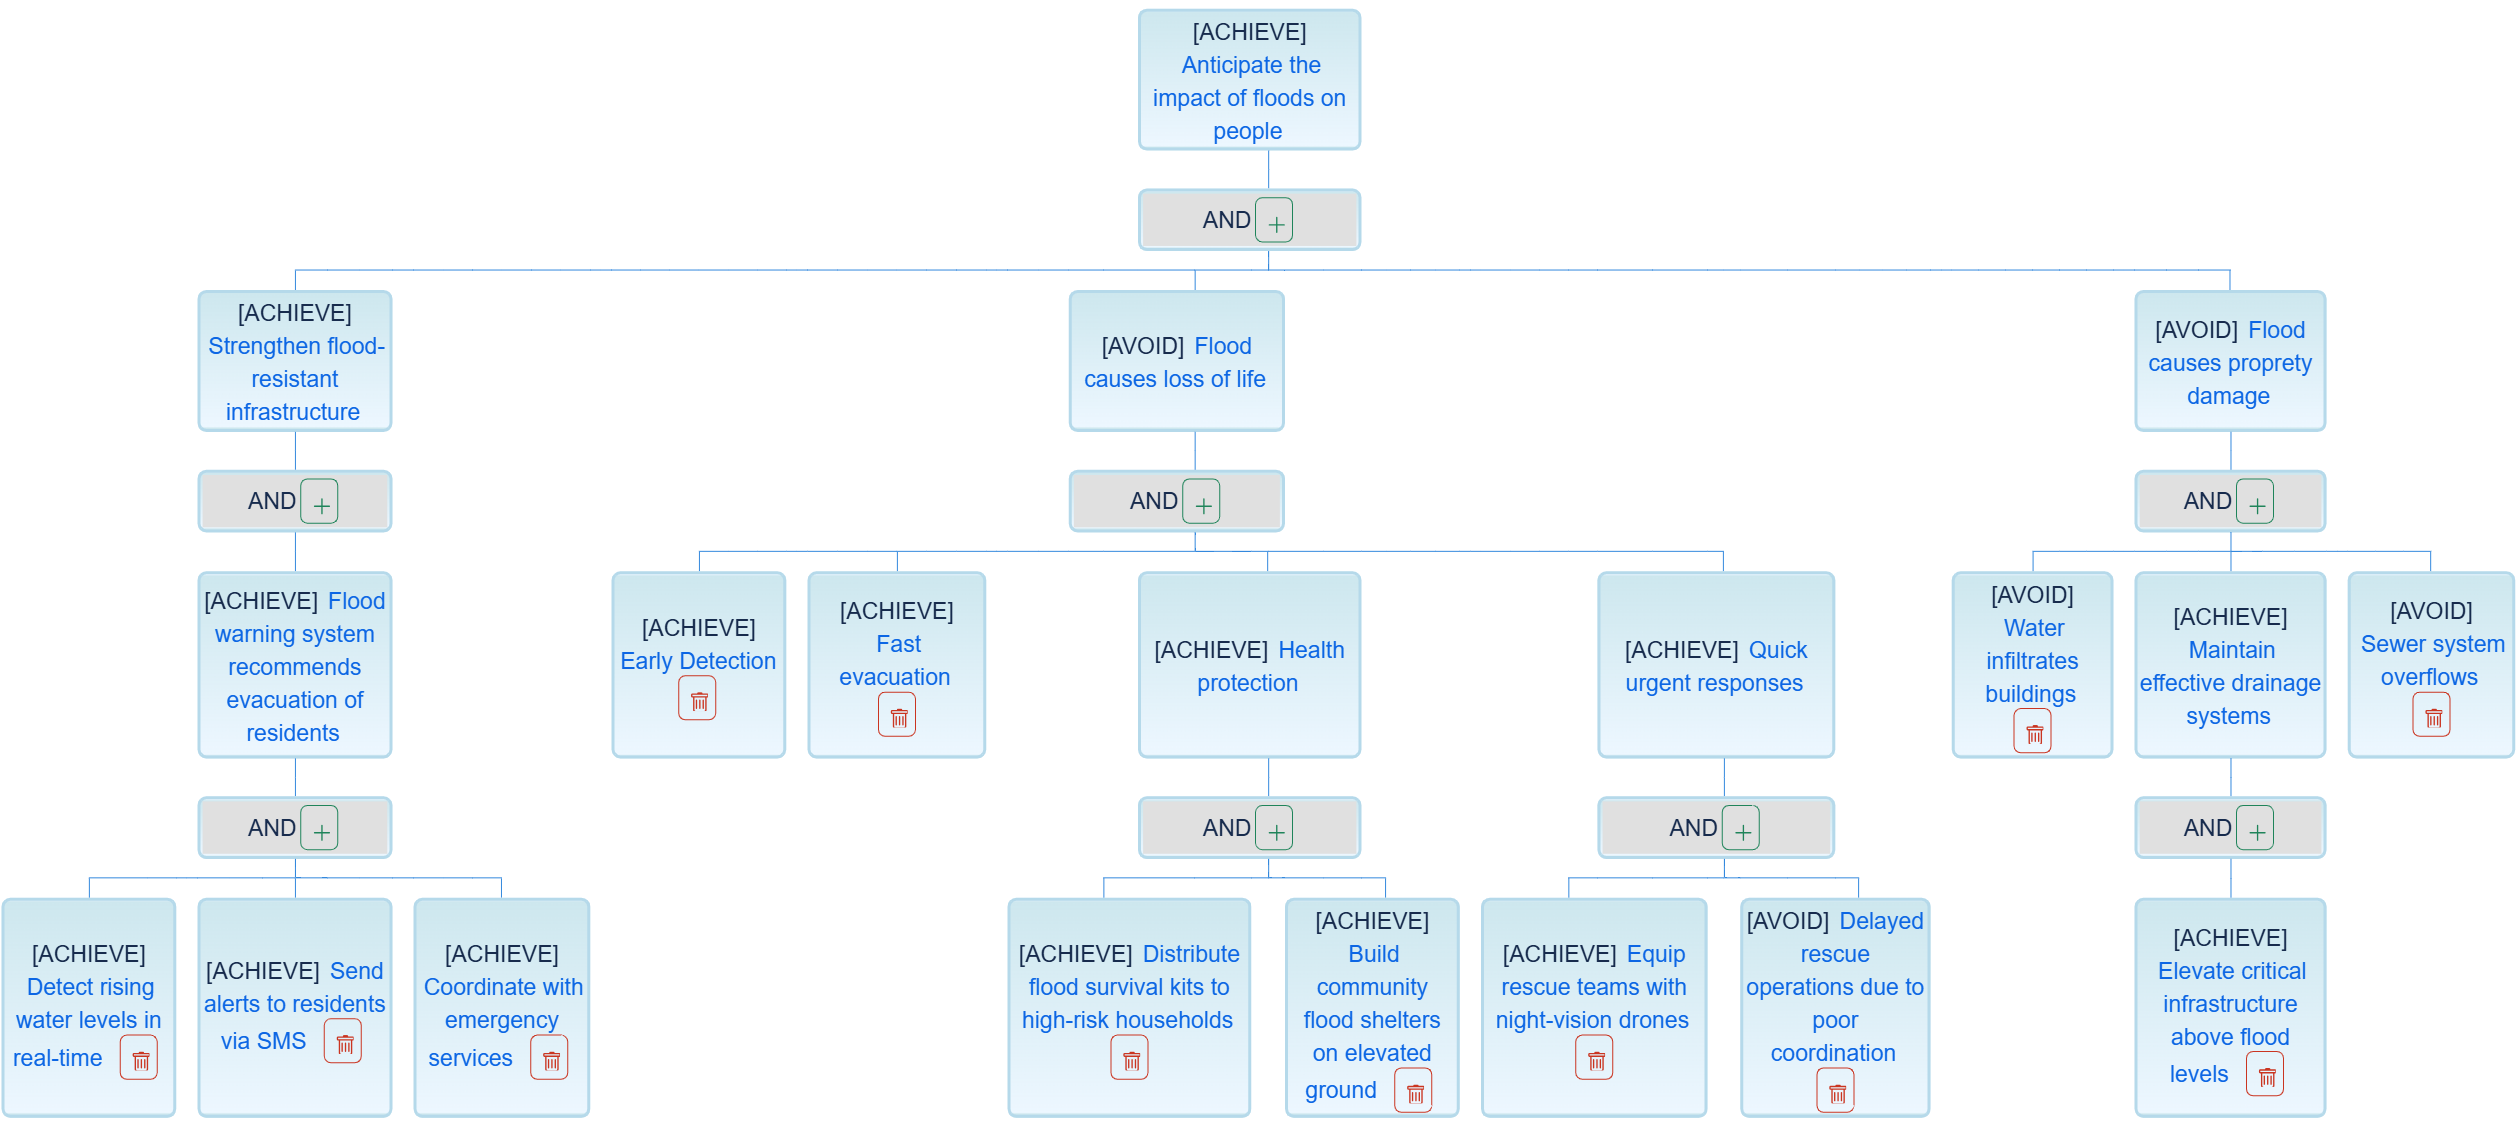 [ACHIEVE]
Anticipate the
impact of floods on
people
AND +
[ACHIEVE]
Strengthen flood-
resistant
infrastructure
[AVOID] Flood
causes loss of life
[AVOID] Flood
causes proprety
damage
AND +
AND +
AND +
[ACHIEVE] Flood
warning system
recommends
evacuation of
residents
[ACHIEVE]
Early Detection
[ACHIEVE]
Fast
evacuation
[ACHIEVE] Health
protection
[ACHIEVE] Quick
urgent responses
[AVOID]
Water
infiltrates
buildings
[ACHIEVE]
Maintain
effective drainage
systems
[AVOID]
Sewer system
overflows
AND +
AND +
AND +
AND +
[ACHIEVE]
Detect rising
water levels in
real-time
[ACHIEVE] Send
alerts to residents
via SMS
[ACHIEVE]
Coordinate with
emergency
services
[ACHIEVE] Distribute
flood survival kits to
high-risk households
[ACHIEVE]
Build
community
flood shelters
on elevated
ground
[ACHIEVE] Equip
rescue teams with
night-vision drones
[AVOID] Delayed
rescue
operations due to
poor
coordination
[ACHIEVE]
Elevate critical
infrastructure
above flood
levels